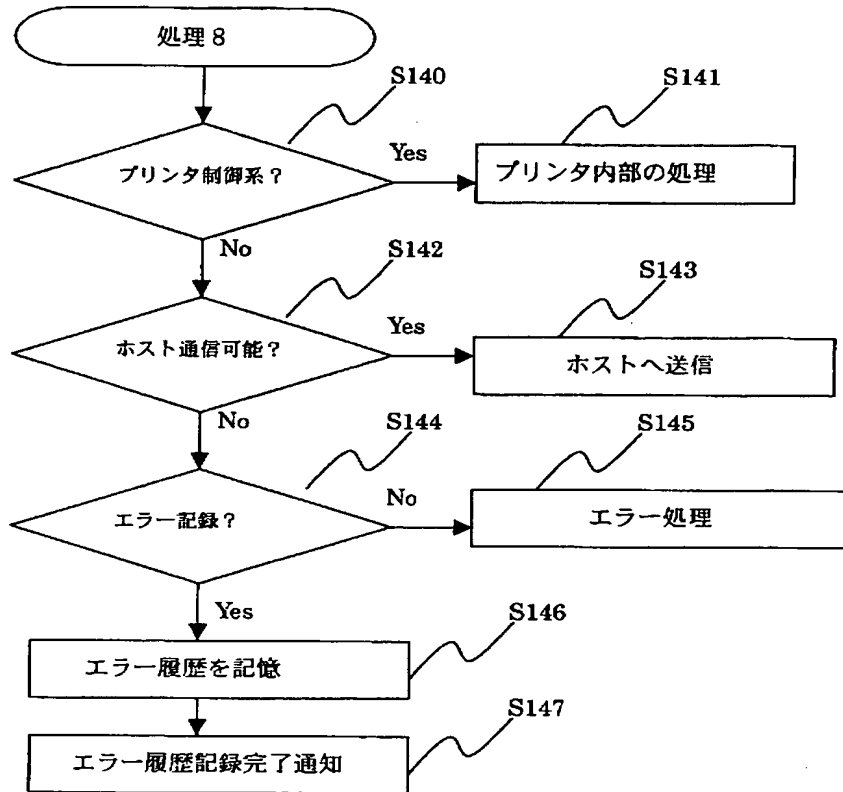 処理8
S140
S141
プリンタ制御系?
Yes
プリンタ内部の処理
No
S142
S143
ホスト通信可能?
Yes
ホストへ送信
No
S144
S145
エラー記録?
No
エラー処理
Yes
S146
エラー履歴を記憶
S147
エラー履歴記録完了通知